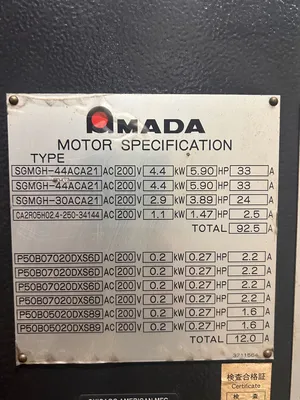 AMADA
MOTOR SPECIFICATION
TYPE
SGMGH-44ACA21 AC 200 V 4.4 kW 5.90 HP 33 A
SGMGH-44ACA21 AC 200 V 4.4 kW 5.90 HP 33 A
SGMGH-30ACA21 AC 200 V 2.9 kW 3.89 HP 24 A
CA2R05H02.4-250-34144 AC 200 V 1.1 kW 1.47 HP 2.5 A
TOTAL 92.5 A
P50B07020DXS6D AC 200 V 0.2 kW 0.27 HP 2.2 A
P50B07020DXS6D AC 200 V 0.2 kW 0.27 HP 2.2 A
P50B07020DXS6D AC 200 V 0.2 kW 0.27 HP 2.2 A
P50B07020DXS6D AC 200 V 0.2 kW 0.27 HP 2.2 A
P50B05020DXS89 AC 200 V 0.2 kW 0.27 HP 1.6 A
P50B05020DXS89 AC 200 V 0.2 kW 0.27 HP 1.6 A
TOTAL 12.0 A
検査合格証
Certificate
検 査